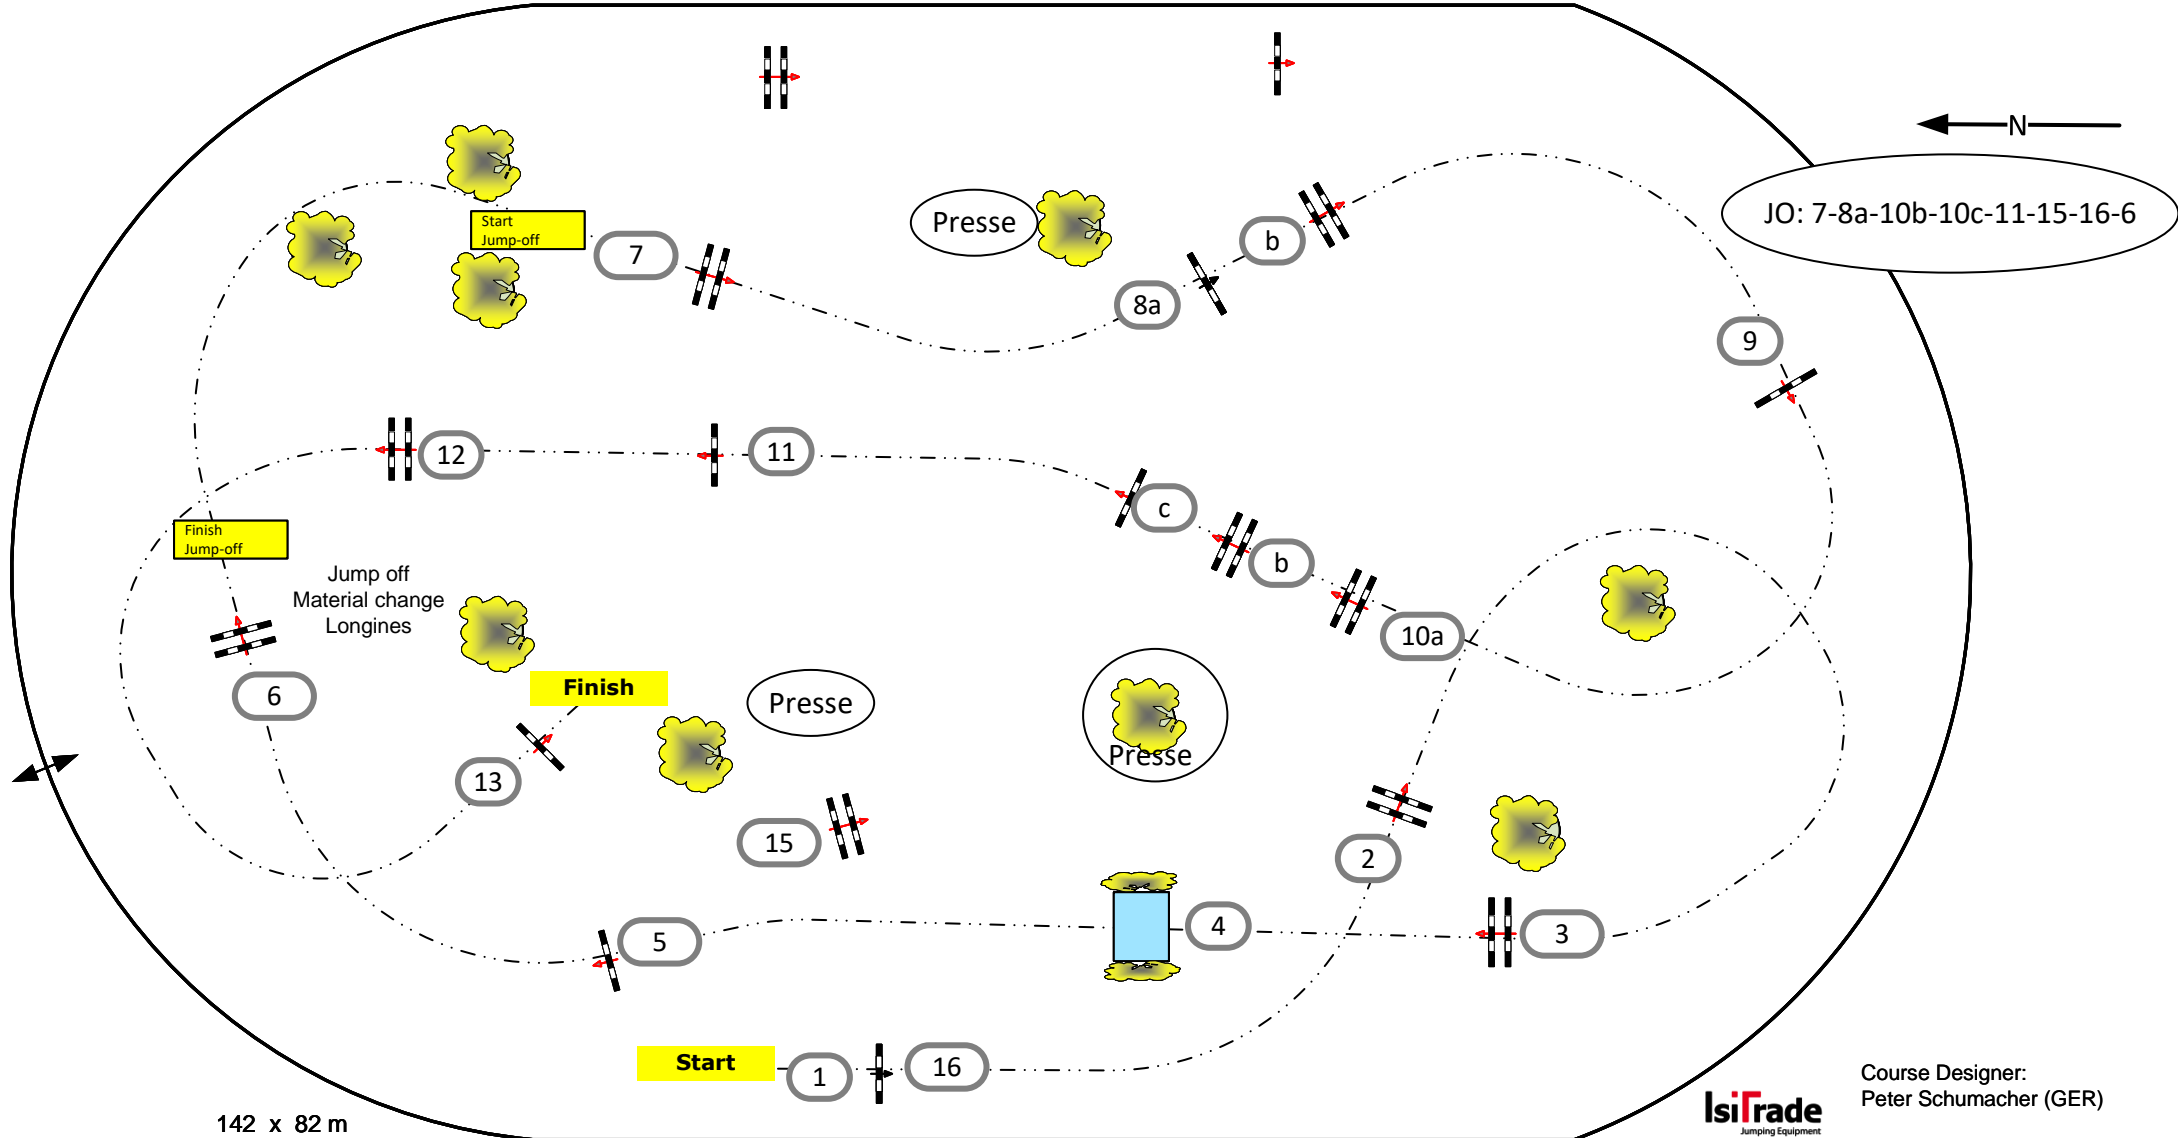 N
JO: 7-8a-10b-10c-11-15-16-6
Start
Jump-off
7
Presse
b
8a
9
12
11
c
b
10a
Finish
Jump-off
Jump off
Material change
Longines
6
Finish
Presse
Presse
13
15
2
5
4
3
Start
1
16
142 x 82 m
IsiTrade
Jumping Equipment
Course Designer:
Peter Schumacher (GER)